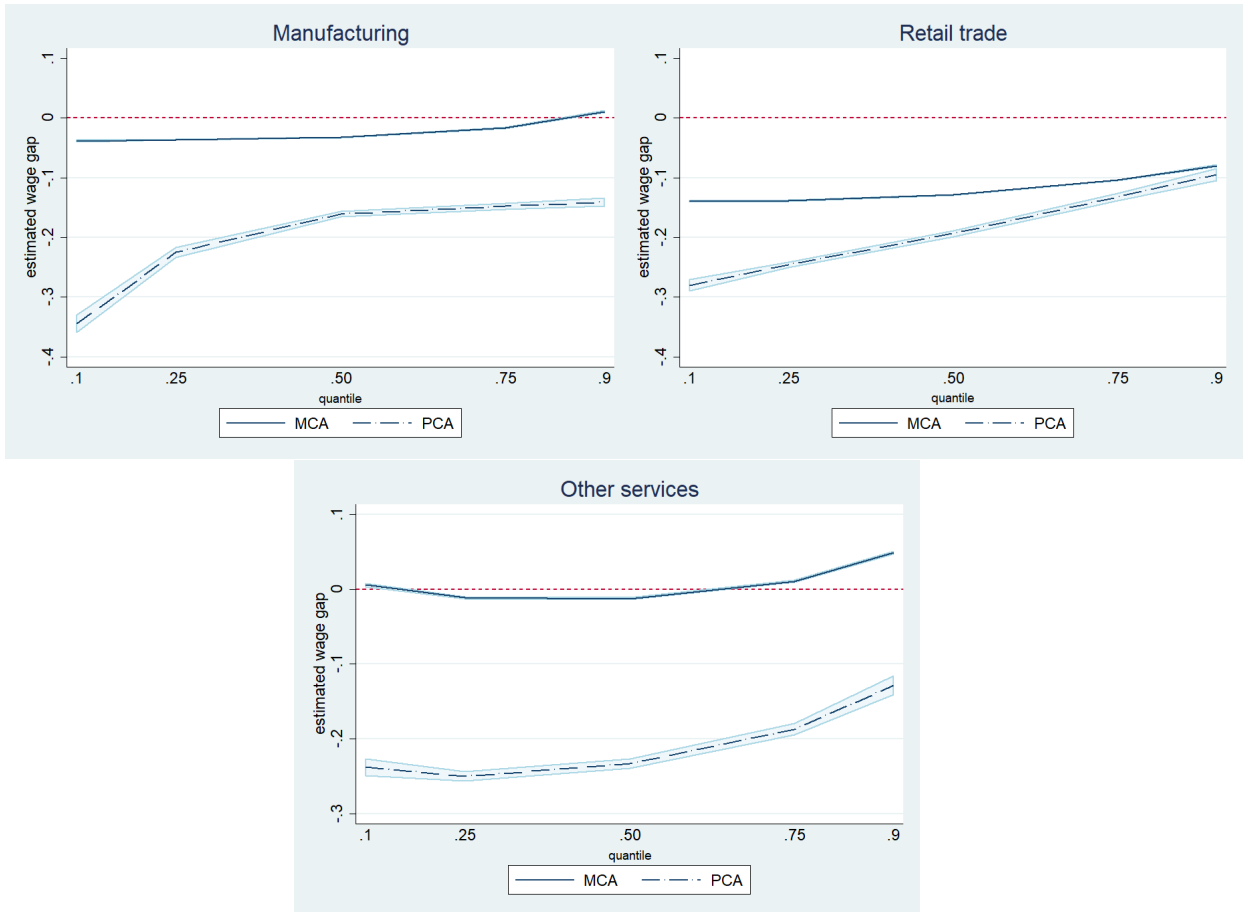 Manufacturing
estimated wage gap
.1
0
-.1
-.2
-.3
-.4
.1 .25 .50 .75 .9
quantile
MCA PCA
Retail trade
estimated wage gap
.1
0
-.1
-.2
-.3
-.4
.1 .25 .50 .75 .9
quantile
MCA PCA
Other services
estimated wage gap
.1
0
-.1
-.2
-.3
.1 .25 .50 .75 .9
quantile
MCA PCA